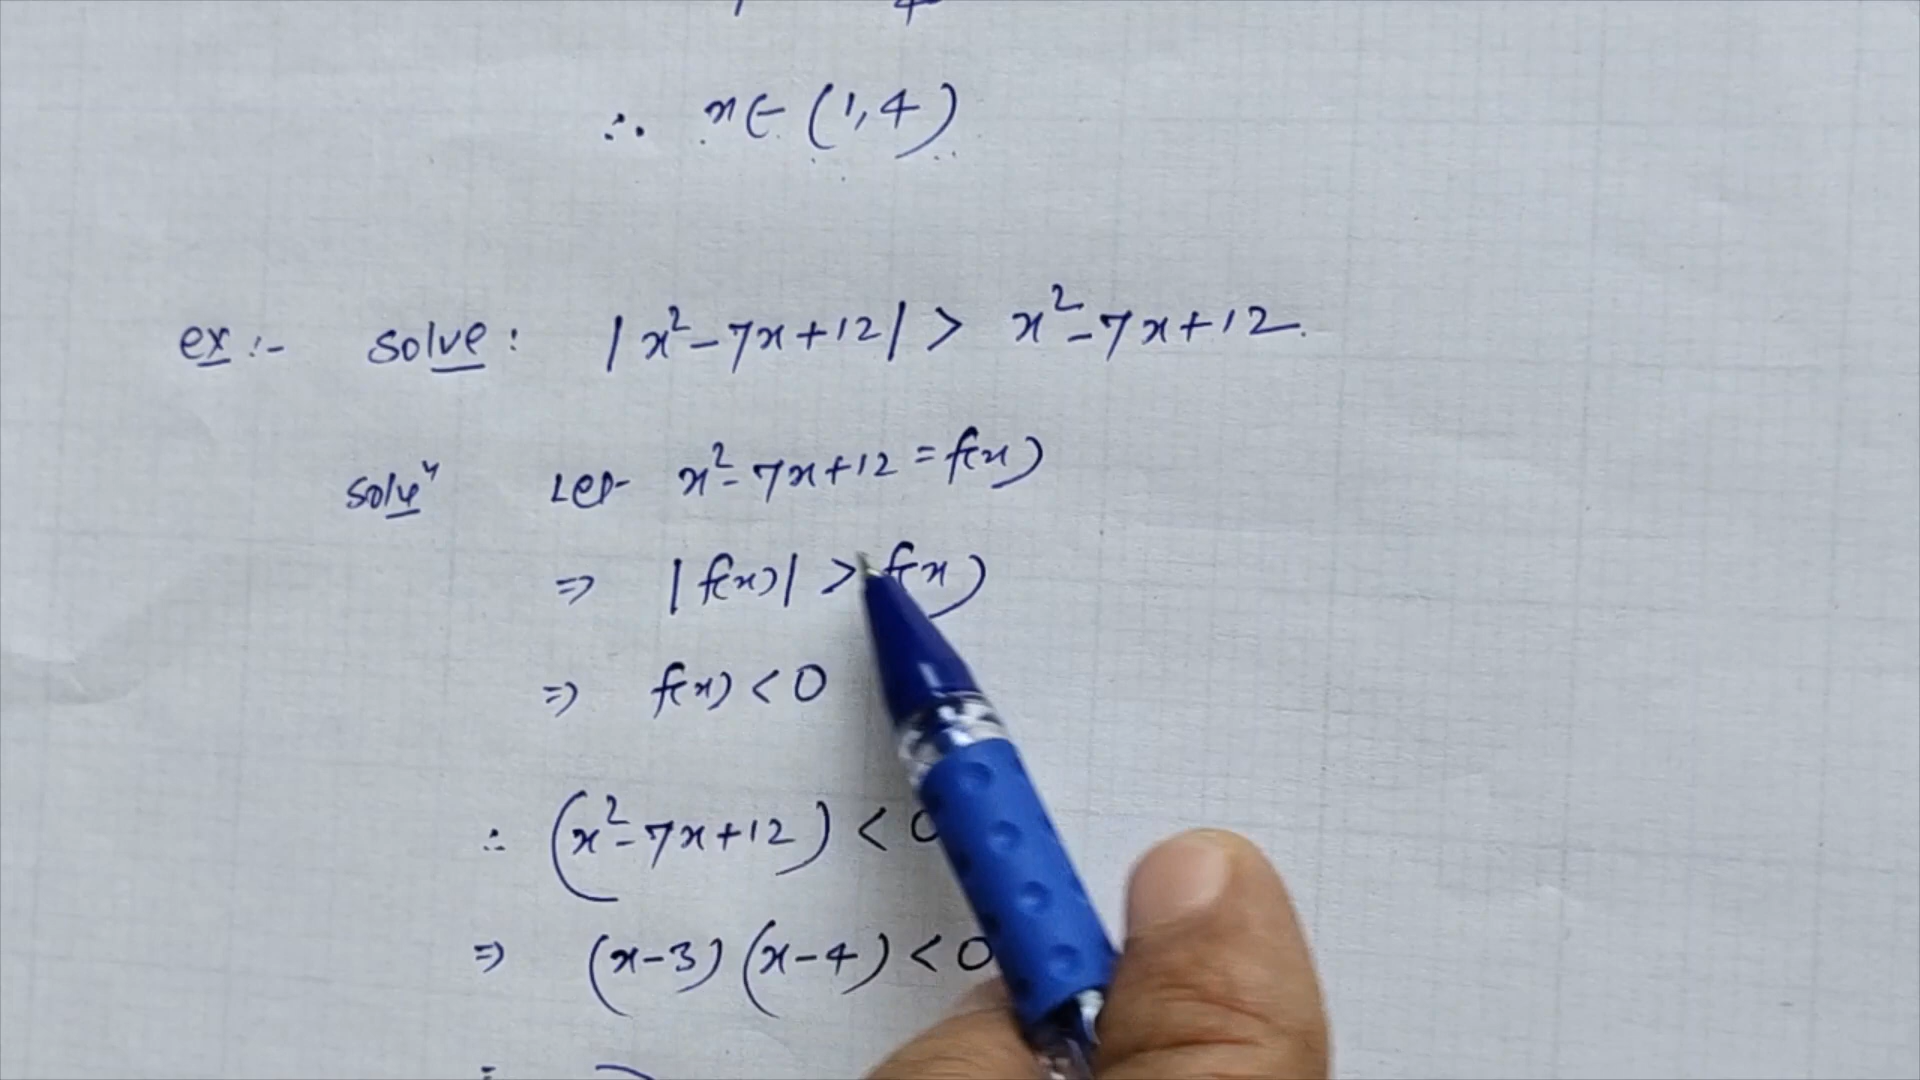 ∴ x ∈ (1,4)
ex :- solve : |x²-7x+12| > x²-7x+12.
Let x²-7x+12 = f(x)
⇒ |f(x)| > f(x)
⇒ f(x) < 0
∴ (x²-7x+12) < 0
⇒ (x-3) (x-4) < 0